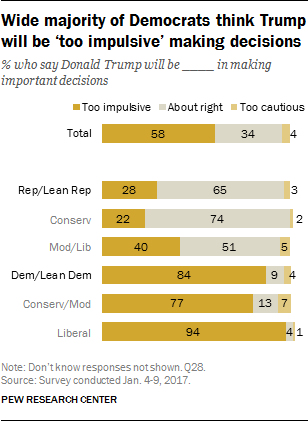 Wide majority of Democrats think Trump
will be ‘too impulsive’ making decisions
% who say Donald Trump will be _____ in making
important decisions
Too impulsive About right Too cautious
Total 58 34 4
Rep/Lean Rep 28 65 3
Conserv 22 74 2
Mod/Lib 40 51 5
Dem/Lean Dem 84 9 4
Conserv/Mod 77 13 7
Liberal 94 4 1
Note: Don’t know responses not shown. Q28.
Source: Survey conducted Jan. 4-9, 2017.
PEW RESEARCH CENTER